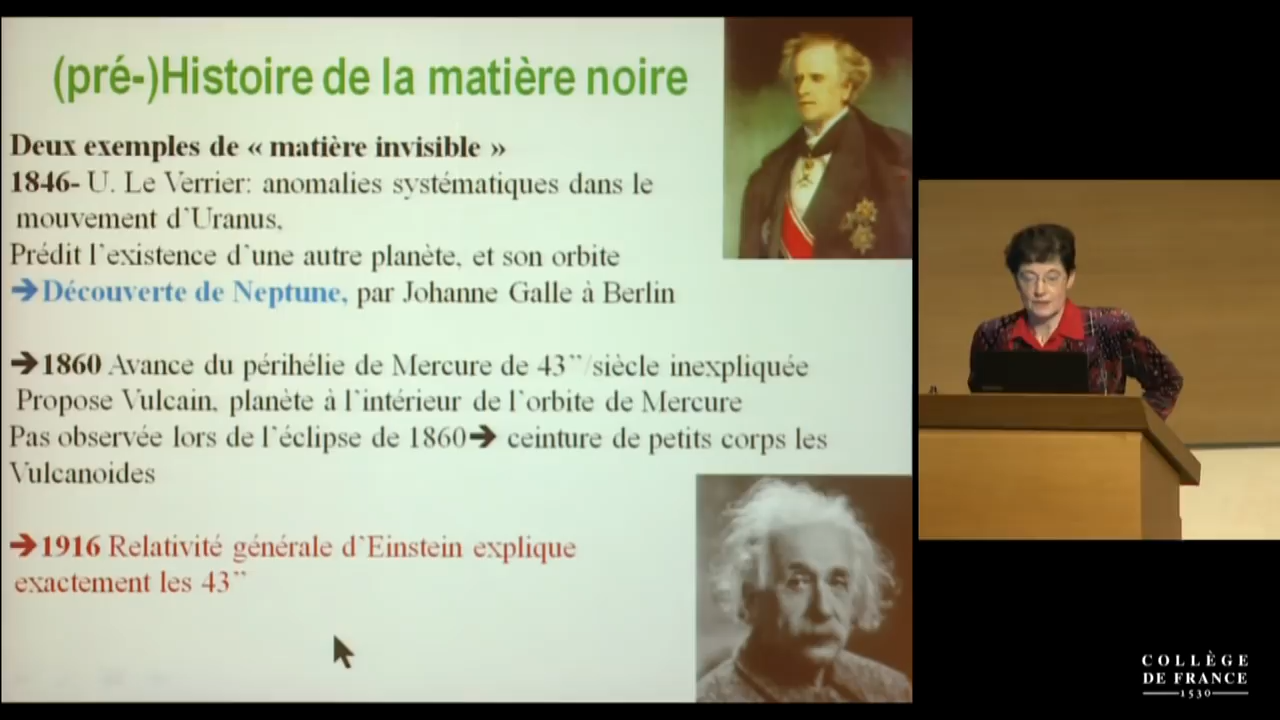 (pré-)Histoire de la matière noire
Deux exemples de « matière invisible »
1846- U. Le Verrier: anomalies systématiques dans le
mouvement d'Uranus,
Prédit l'existence d'une autre planète, et son orbite
➔Découverte de Neptune, par Johanne Galle à Berlin
➔1860 Avance du périhélie de Mercure de 43''/siècle inexpliquée
Propose Vulcain, planète à l'intérieur de l'orbite de Mercure
Pas observée lors de l'éclipse de 1860➔ ceinture de petits corps les
Vulcanoides
➔1916 Relativité générale d'Einstein explique
exactement les 43''
COLLÈGE
DE FRANCE
1530